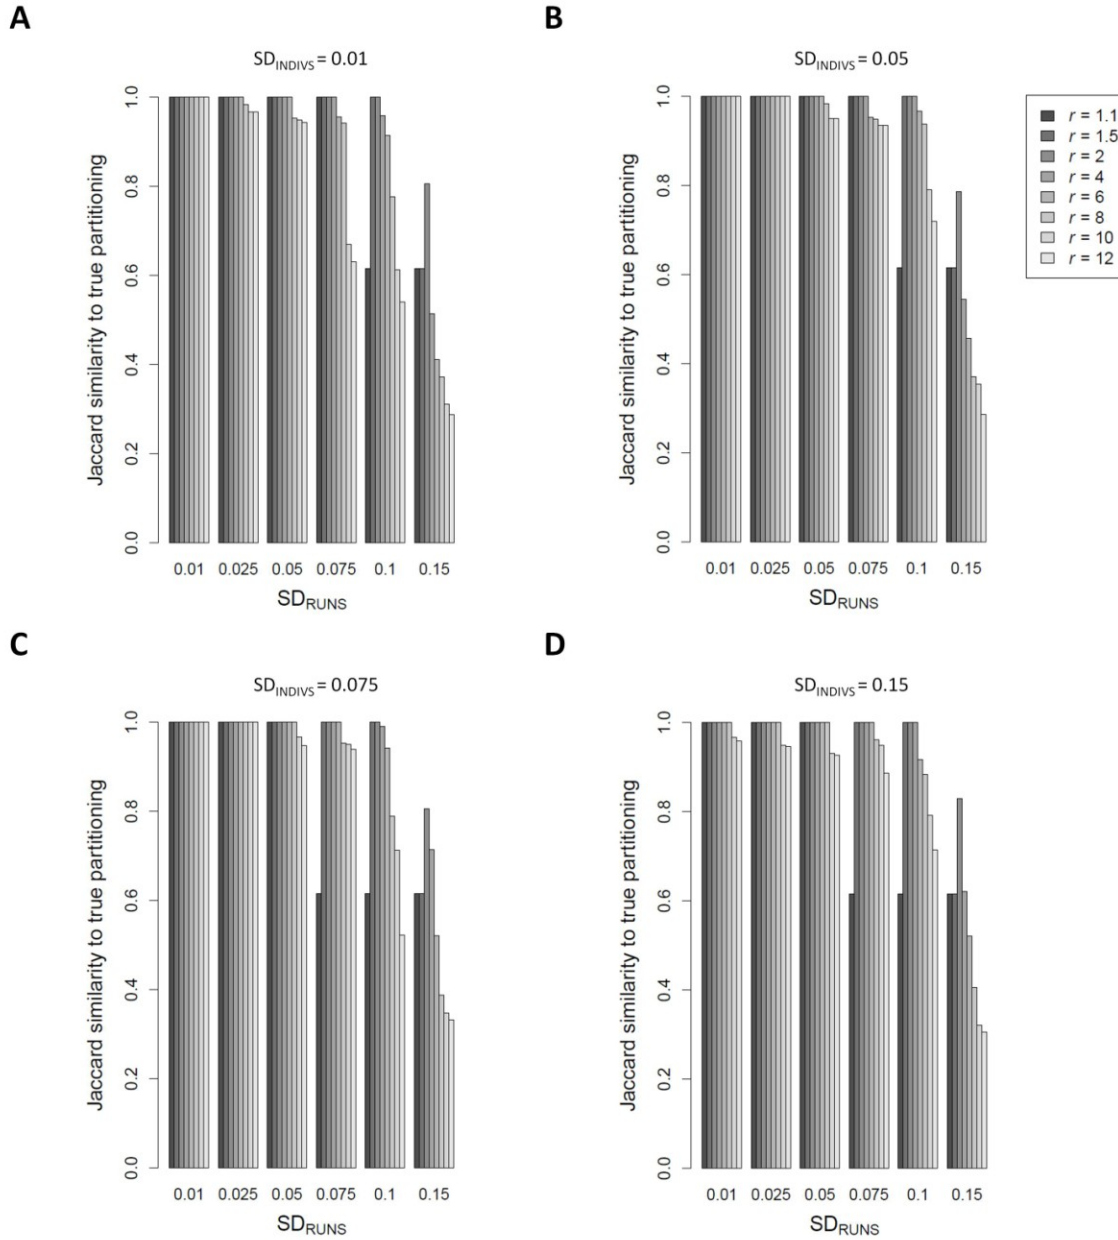 A
SD_INDIVS = 0.01
Jaccard similarity to true partitioning
1.0
0.8
0.6
0.4
0.2
0.0
0.01 0.025 0.05 0.075 0.1 0.15
SD_RUNS
B
SD_INDIVS = 0.05
Jaccard similarity to true partitioning
1.0
0.8
0.6
0.4
0.2
0.0
0.01 0.025 0.05 0.075 0.1 0.15
SD_RUNS
r = 1.1
r = 1.5
r = 2
r = 4
r = 6
r = 8
r = 10
r = 12
C
SD_INDIVS = 0.075
Jaccard similarity to true partitioning
1.0
0.8
0.6
0.4
0.2
0.0
0.01 0.025 0.05 0.075 0.1 0.15
SD_RUNS
D
SD_INDIVS = 0.15
Jaccard similarity to true partitioning
1.0
0.8
0.6
0.4
0.2
0.0
0.01 0.025 0.05 0.075 0.1 0.15
SD_RUNS